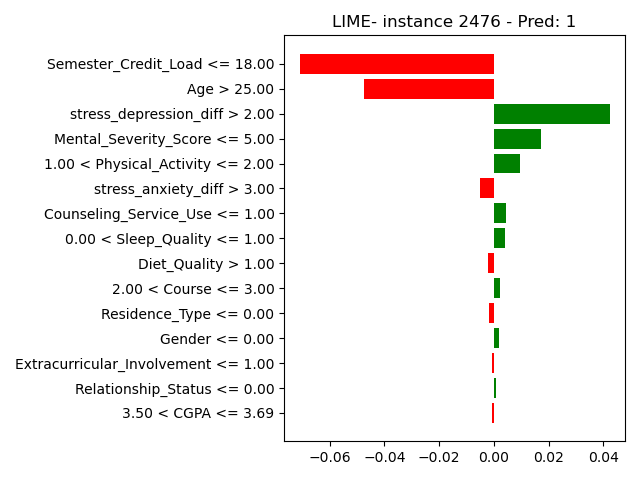 LIME- instance 2476 - Pred: 1
Semester_Credit_Load <= 18.00
Age > 25.00
stress_depression_diff > 2.00
Mental_Severity_Score <= 5.00
1.00 < Physical_Activity <= 2.00
stress_anxiety_diff > 3.00
Counseling_Service_Use <= 1.00
0.00 < Sleep_Quality <= 1.00
Diet_Quality > 1.00
2.00 < Course <= 3.00
Residence_Type <= 0.00
Gender <= 0.00
Extracurricular_Involvement <= 1.00
Relationship_Status <= 0.00
3.50 < CGPA <= 3.69
−0.06 −0.04 −0.02 0.00 0.02 0.04